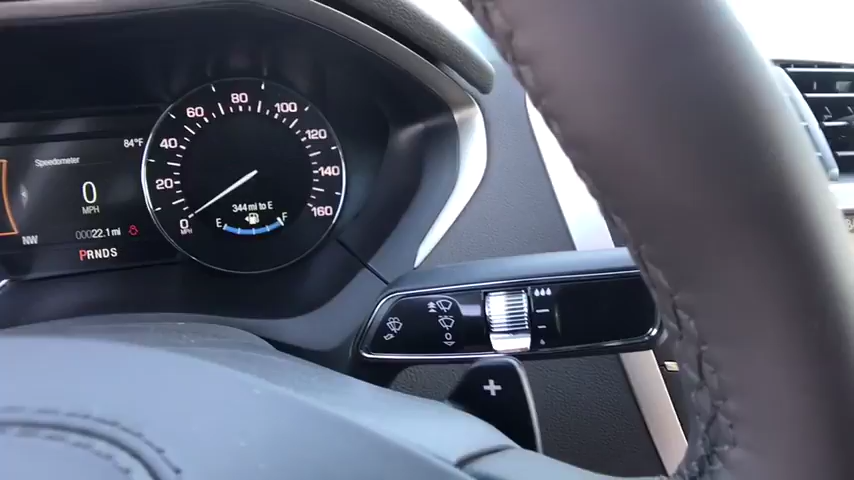 Speedometer
84°F
0
MPH
NW
00022.1 mi
PRNDS
0
20
40
60
80
100
120
140
160
MPH
344 mi to E
E
F
O
+